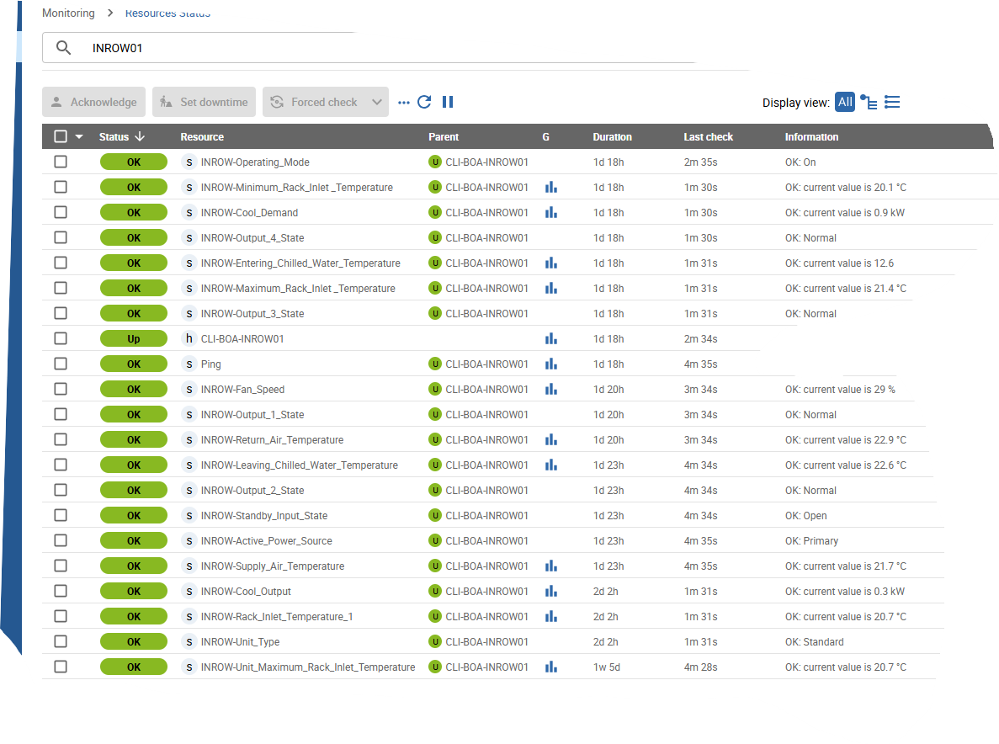 Monitoring > Resources Status
INROW01
Acknowledge Set downtime Forced check Display view: All
Status Resource Parent G Duration Last check Information
OK S INROW-Operating_Mode U CLI-BOA-INROW01 1d 18h 2m 35s OK: On
OK S INROW-Minimum_Rack_Inlet _Temperature U CLI-BOA-INROW01 1d 18h 1m 30s OK: current value is 20.1 °C
OK S INROW-Cool_Demand U CLI-BOA-INROW01 1d 18h 1m 30s OK: current value is 0.9 kW
OK S INROW-Output_4_State U CLI-BOA-INROW01 1d 18h 1m 30s OK: Normal
OK S INROW-Entering_Chilled_Water_Temperature U CLI-BOA-INROW01 1d 18h 1m 31s OK: current value is 12.6
OK S INROW-Maximum_Rack_Inlet _Temperature U CLI-BOA-INROW01 1d 18h 1m 31s OK: current value is 21.4 °C
OK S INROW-Output_3_State U CLI-BOA-INROW01 1d 18h 1m 31s OK: Normal
Up h CLI-BOA-INROW01 1d 18h 2m 34s
OK S Ping U CLI-BOA-INROW01 1d 18h 4m 35s
OK S INROW-Fan_Speed U CLI-BOA-INROW01 1d 20h 3m 34s OK: current value is 29 %
OK S INROW-Output_1_State U CLI-BOA-INROW01 1d 20h 3m 34s OK: Normal
OK S INROW-Return_Air_Temperature U CLI-BOA-INROW01 1d 20h 3m 34s OK: current value is 22.9 °C
OK S INROW-Leaving_Chilled_Water_Temperature U CLI-BOA-INROW01 1d 23h 4m 34s OK: current value is 22.6 °C
OK S INROW-Output_2_State U CLI-BOA-INROW01 1d 23h 4m 34s OK: Normal
OK S INROW-Standby_Input_State U CLI-BOA-INROW01 1d 23h 4m 34s OK: Open
OK S INROW-Active_Power_Source U CLI-BOA-INROW01 1d 23h 4m 35s OK: Primary
OK S INROW-Supply_Air_Temperature U CLI-BOA-INROW01 1d 23h 4m 35s OK: current value is 21.7 °C
OK S INROW-Cool_Output U CLI-BOA-INROW01 2d 2h 1m 31s OK: current value is 0.3 kW
OK S INROW-Rack_Inlet_Temperature_1 U CLI-BOA-INROW01 2d 2h 1m 31s OK: current value is 20.7 °C
OK S INROW-Unit_Type U CLI-BOA-INROW01 2d 2h 1m 31s OK: Standard
OK S INROW-Unit_Maximum_Rack_Inlet_Temperature U CLI-BOA-INROW01 1w 5d 4m 28s OK: current value is 20.7 °C